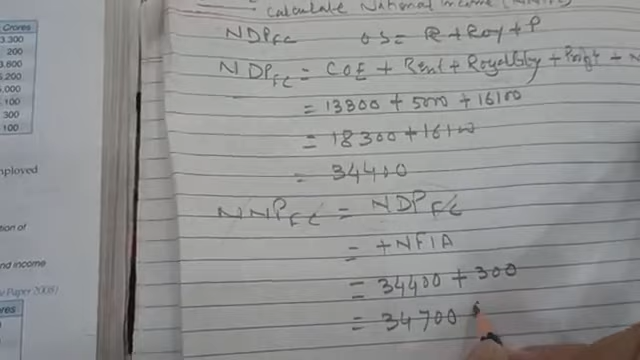 Crores
3,300
200
3,600
6,200
5,000
100
300
100
mployed
tion of
nd income
Paper 2008)
ores
Calculate National Income
NDPFC OS = R + Roy + P
NDPFC = COE + Rent + Royalty + Profit +
= 13300 + 5000 + 16100
= 18300 + 16100
= 34400
NNPFC = NDPFC
= + NFIA
= 34400 + 300
= 34700